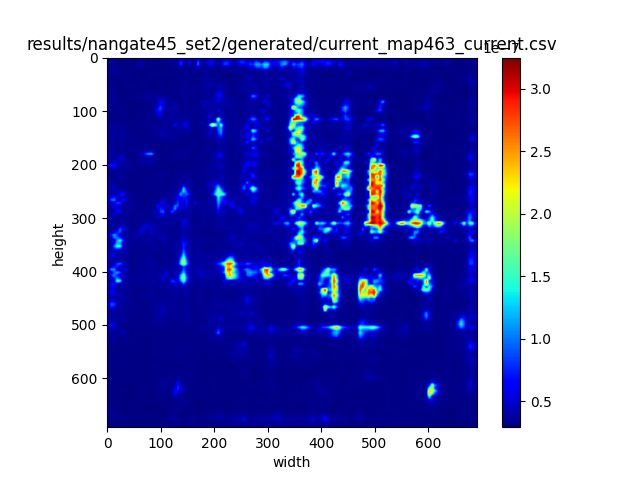 results/nangate45_set2/generated/current_map463_current.csv
1e−7
0
100
200
300
400
500
600
height
0 100 200 300 400 500 600
width
3.0
2.5
2.0
1.5
1.0
0.5